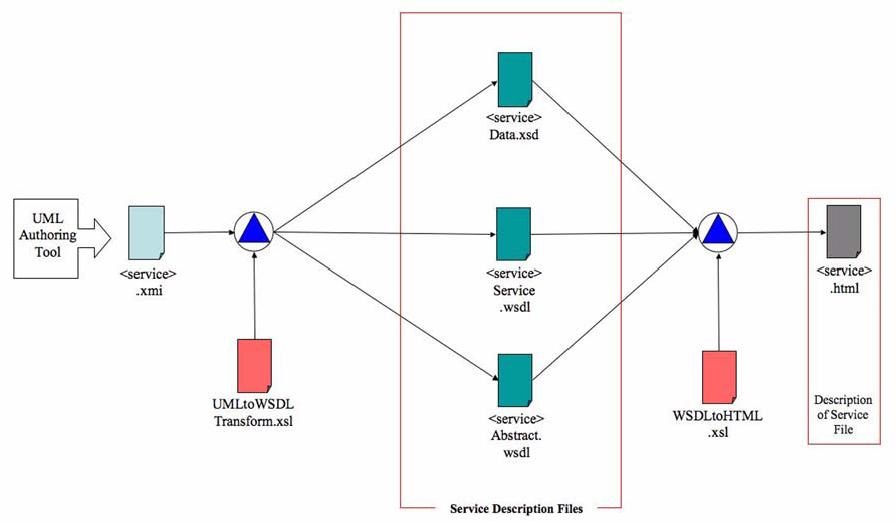 UML
Authoring
Tool
<service>
.xmi
UMLtoWSDL
Transform.xsl
<service>
Data.xsd
<service>
Service
.wsdl
<service>
Abstract.
wsdl
Service Description Files
WSDLtoHTML
.xsl
<service>
.html
Description
of Service
File